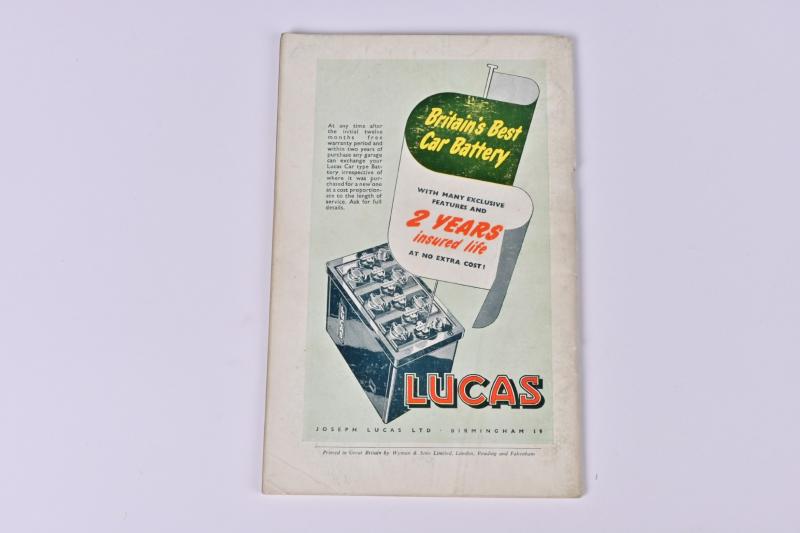 Britain's Best
Car Battery
At any time after
the initial twelve
months free
warranty period and
within two years of
purchase any garage
can exchange your
Lucas Car type Bat-
tery irrespective of
where it was pur-
chased for a new one
at a cost proportion-
ate to the length of
service. Ask for full
details.
WITH MANY EXCLUSIVE
FEATURES AND
2 YEARS
insured life
AT NO EXTRA COST!
LUCAS
JOSEPH LUCAS LTD · BIRMINGHAM 19
Printed in Great Britain by Wyman & Sons Limited, London, Reading and Fakenham